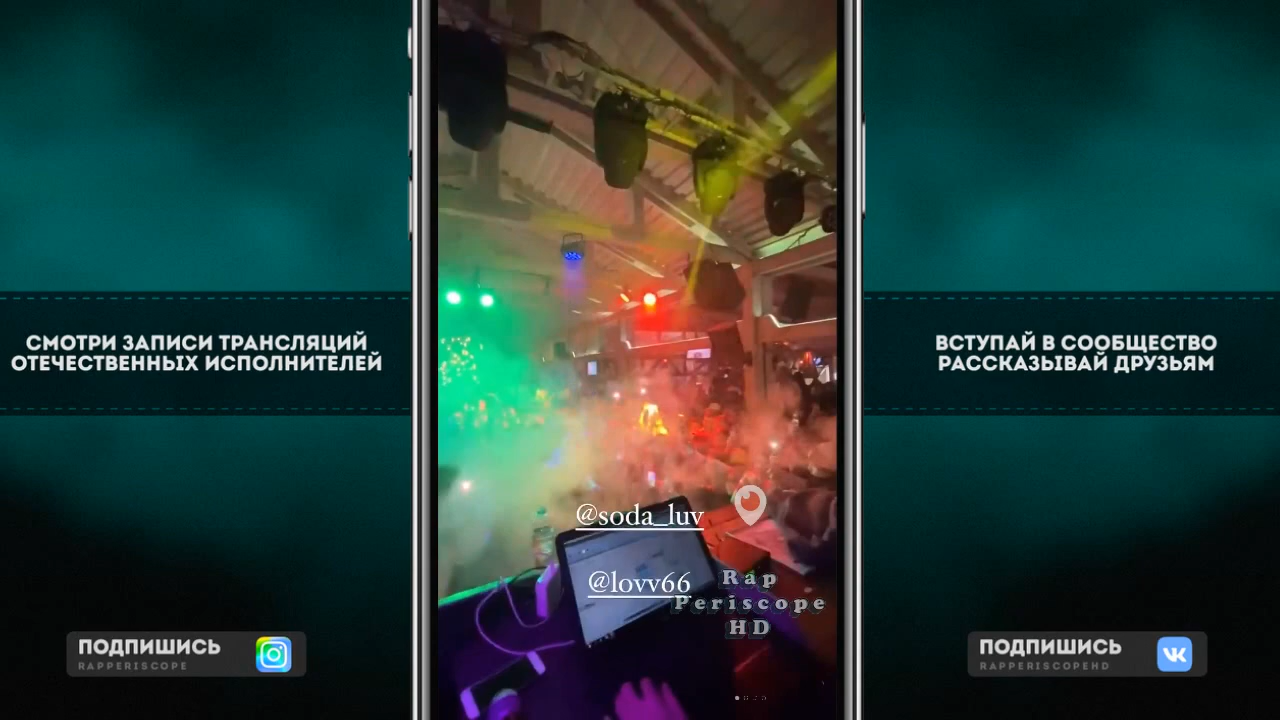 СМОТРИ ЗАПИСИ ТРАНСЛЯЦИЙ
ОТЕЧЕСТВЕННЫХ ИСПОЛНИТЕЛЕЙ
ПОДПИШИСЬ
RAPPERISCOPE
@soda_luv
@lovv66
Rap
Periscope
HD
ВСТУПАЙ В СООБЩЕСТВО
РАССКАЗЫВАЙ ДРУЗЬЯМ
ПОДПИШИСЬ
RAPPERISCOPEHD